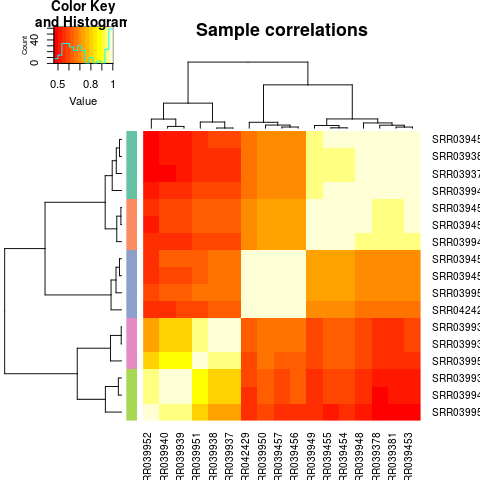 Color Key
and Histogram
Sample correlations
Count
0 40
0.5 0.8 1
Value
SRR03945
SRR03938
SRR03937
SRR03994
SRR03945
SRR03945
SRR03994
SRR03945
SRR03945
SRR03995
SRR04242
SRR03993
SRR03993
SRR03995
SRR03993
SRR03994
SRR03995
RR039952
RR039940
RR039939
RR039951
RR039938
RR039937
RR042429
RR039950
RR039457
RR039456
RR039949
RR039455
RR039454
RR039948
RR039378
RR039381
RR039453